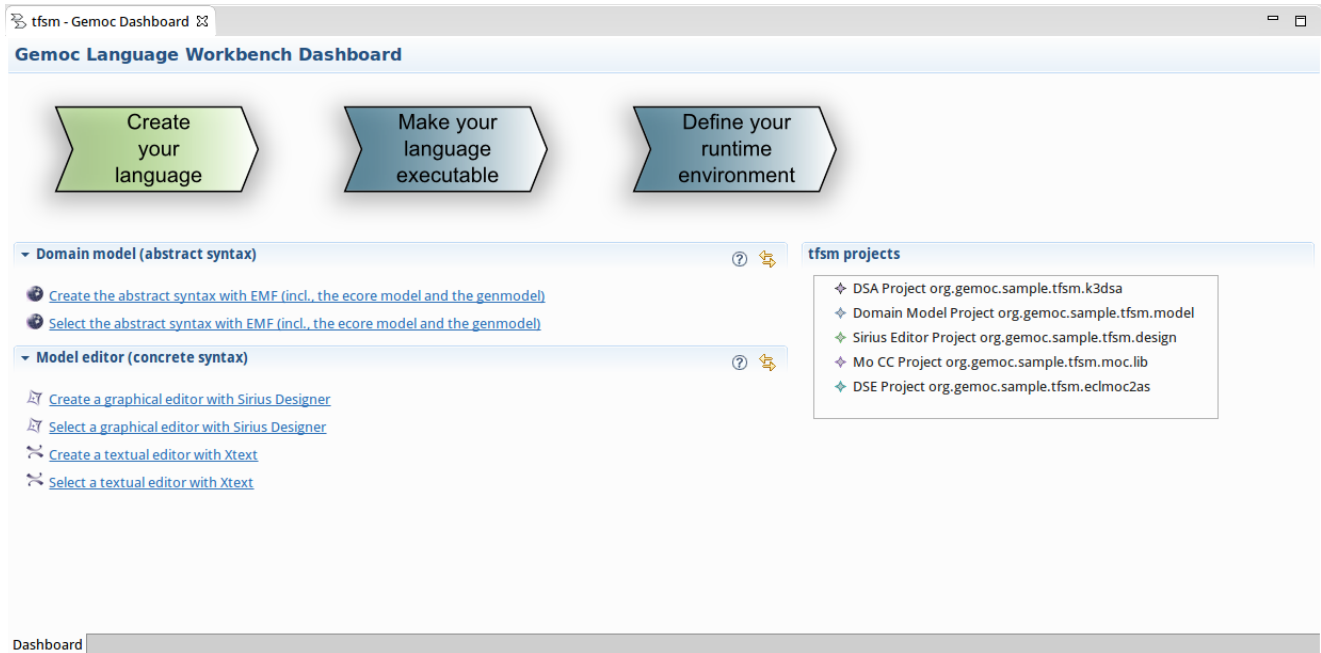 tfsm - Gemoc Dashboard
Gemoc Language Workbench Dashboard
Create
your
language
Make your
language
executable
Define your
runtime
environment
Domain model (abstract syntax)
Create the abstract syntax with EMF (incl., the ecore model and the genmodel)
Select the abstract syntax with EMF (incl., the ecore model and the genmodel)
Model editor (concrete syntax)
Create a graphical editor with Sirius Designer
Select a graphical editor with Sirius Designer
Create a textual editor with Xtext
Select a textual editor with Xtext
tfsm projects
DSA Project org.gemoc.sample.tfsm.k3dsa
Domain Model Project org.gemoc.sample.tfsm.model
Sirius Editor Project org.gemoc.sample.tfsm.design
Mo CC Project org.gemoc.sample.tfsm.moc.lib
DSE Project org.gemoc.sample.tfsm.eclmoc2as
Dashboard